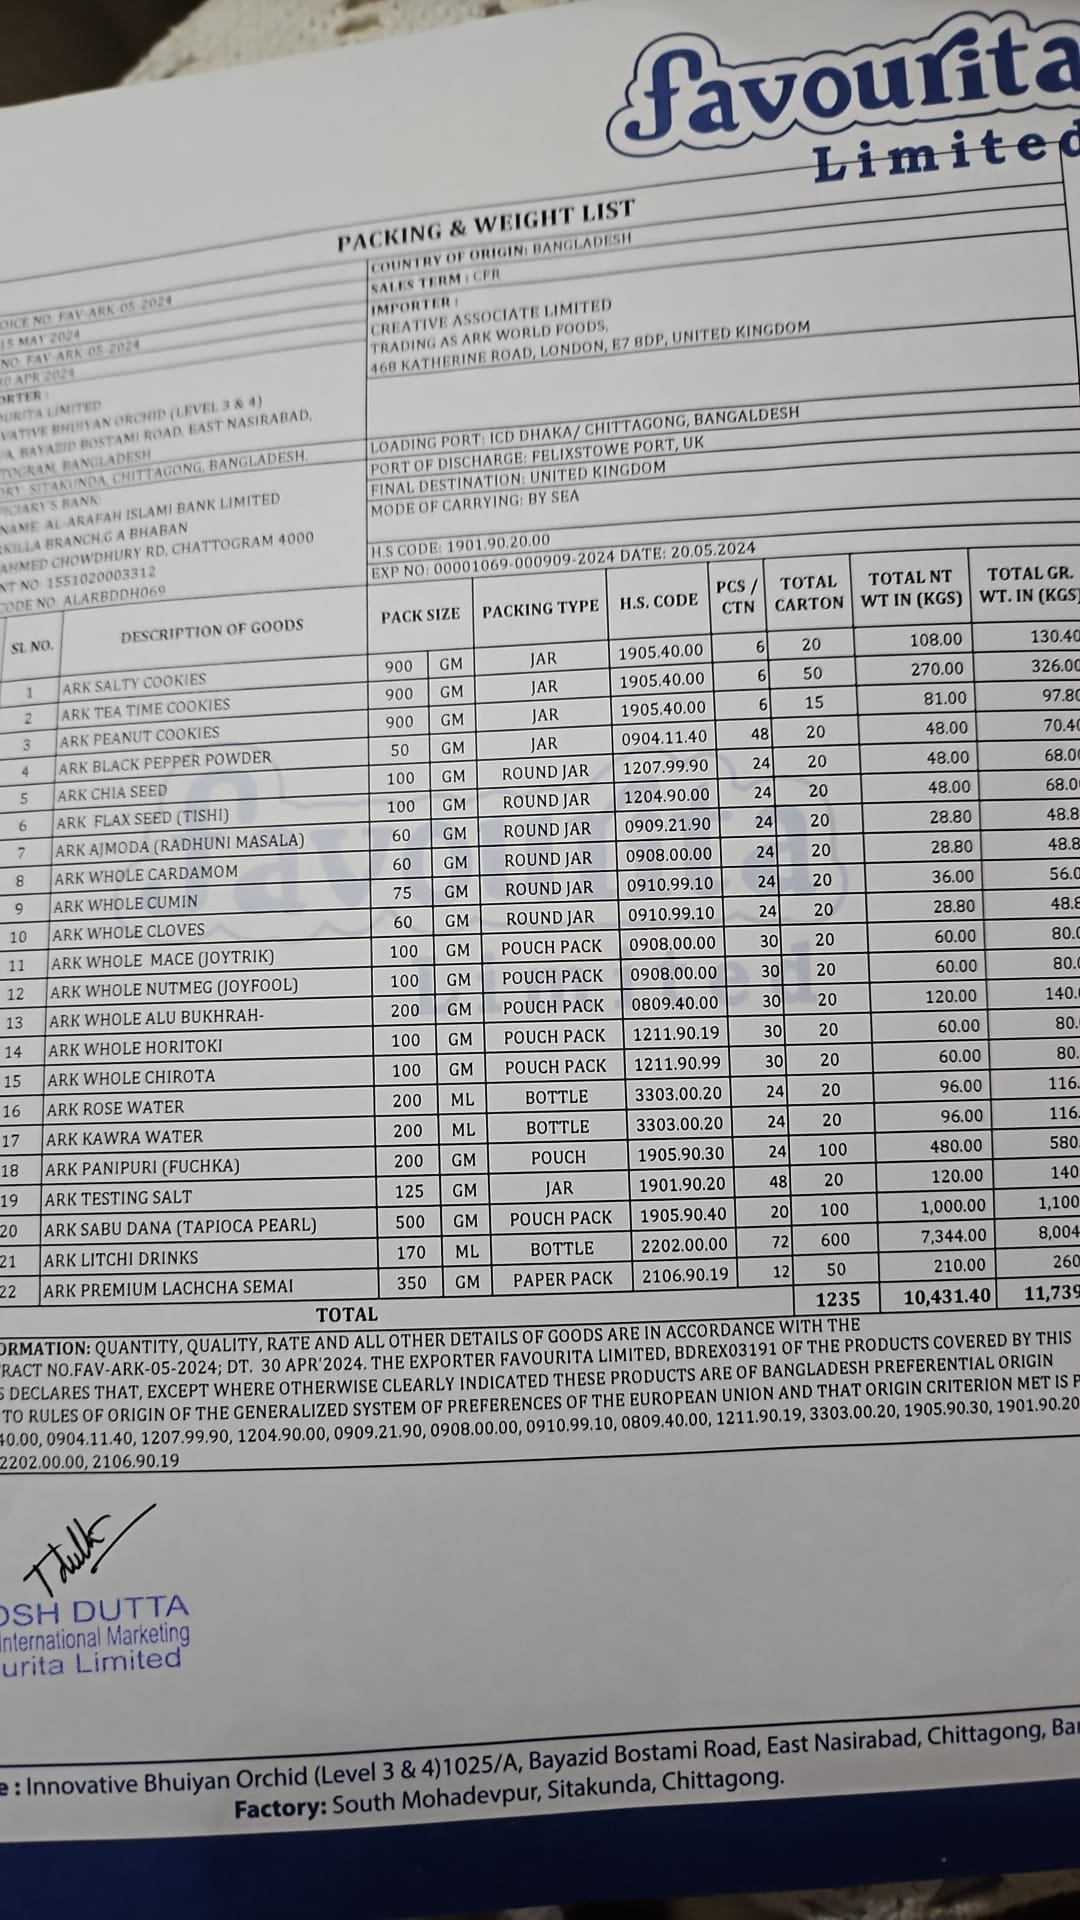 favourita
Limited
PACKING & WEIGHT LIST
OICE NO. FAV-ARK-05-2024
15 MAY 2024
NO. FAV-ARK-05-2024
0 APR 2024
ORTER :
OURITA LIMITED
VATIVE BHUIYAN ORCHID (LEVEL 3 & 4)
A, BAYAZID BOSTAMI ROAD, EAST NASIRABAD,
TOGRAM, BANGLADESH
ORY: SITAKUNDA, CHITTAGONG, BANGLADESH.
ICIARY'S BANK:
NAME: AL-ARAFAH ISLAMI BANK LIMITED
KILLA BRANCH,G A BHABAN
AHMED CHOWDHURY RD, CHATTOGRAM 4000
NT NO: 1551020003312
CODE NO: ALARBDDH069
COUNTRY OF ORIGIN: BANGLADESH
SALES TERM : CFR
IMPORTER :
CREATIVE ASSOCIATE LIMITED
TRADING AS ARK WORLD FOODS,
468 KATHERINE ROAD, LONDON, E7 8DP, UNITED KINGDOM
LOADING PORT: ICD DHAKA/ CHITTAGONG, BANGALDESH
PORT OF DISCHARGE: FELIXSTOWE PORT, UK
FINAL DESTINATION: UNITED KINGDOM
MODE OF CARRYING: BY SEA
H.S CODE: 1901.90.20.00
EXP NO: 00001069-000909-2024 DATE: 20.05.2024
SL NO. DESCRIPTION OF GOODS PACK SIZE PACKING TYPE H.S. CODE PCS / CTN TOTAL CARTON TOTAL NT WT IN (KGS) TOTAL GR. WT. IN (KGS)
1 ARK SALTY COOKIES 900 GM JAR 1905.40.00 6 20 108.00 130.40
2 ARK TEA TIME COOKIES 900 GM JAR 1905.40.00 6 50 270.00 326.00
3 ARK PEANUT COOKIES 900 GM JAR 1905.40.00 6 15 81.00 97.80
4 ARK BLACK PEPPER POWDER 50 GM JAR 0904.11.40 48 20 48.00 70.40
5 ARK CHIA SEED 100 GM ROUND JAR 1207.99.90 24 20 48.00 68.00
6 ARK FLAX SEED (TISHI) 100 GM ROUND JAR 1204.90.00 24 20 48.00 68.0
7 ARK AJMODA (RADHUNI MASALA) 60 GM ROUND JAR 0909.21.90 24 20 28.80 48.8
8 ARK WHOLE CARDAMOM 60 GM ROUND JAR 0908.00.00 24 20 28.80 48.8
9 ARK WHOLE CUMIN 75 GM ROUND JAR 0910.99.10 24 20 36.00 56.0
10 ARK WHOLE CLOVES 60 GM ROUND JAR 0910.99.10 24 20 28.80 48.8
11 ARK WHOLE MACE (JOYTRIK) 100 GM POUCH PACK 0908.00.00 30 20 60.00 80.0
12 ARK WHOLE NUTMEG (JOYFOOL) 100 GM POUCH PACK 0908.00.00 30 20 60.00 80.
13 ARK WHOLE ALU BUKHRAH- 200 GM POUCH PACK 0809.40.00 30 20 120.00 140.
14 ARK WHOLE HORITOKI 100 GM POUCH PACK 1211.90.19 30 20 60.00 80.
15 ARK WHOLE CHIROTA 100 GM POUCH PACK 1211.90.99 30 20 60.00 80.
16 ARK ROSE WATER 200 ML BOTTLE 3303.00.20 24 20 96.00 116.
17 ARK KAWRA WATER 200 ML BOTTLE 3303.00.20 24 20 96.00 116.
18 ARK PANIPURI (FUCHKA) 200 GM POUCH 1905.90.30 24 100 480.00 580.
19 ARK TESTING SALT 125 GM JAR 1901.90.20 48 20 120.00 140
20 ARK SABU DANA (TAPIOCA PEARL) 500 GM POUCH PACK 1905.90.40 20 100 1,000.00 1,100
21 ARK LITCHI DRINKS 170 ML BOTTLE 2202.00.00 72 600 7,344.00 8,004
22 ARK PREMIUM LACHCHA SEMAI 350 GM PAPER PACK 2106.90.19 12 50 210.00 260
TOTAL 1235 10,431.40 11,739
ORMATION: QUANTITY, QUALITY, RATE AND ALL OTHER DETAILS OF GOODS ARE IN ACCORDANCE WITH THE
RACT NO.FAV-ARK-05-2024; DT. 30 APR'2024. THE EXPORTER FAVOURITA LIMITED, BDREX03191 OF THE PRODUCTS COVERED BY THIS
S DECLARES THAT, EXCEPT WHERE OTHERWISE CLEARLY INDICATED THESE PRODUCTS ARE OF BANGLADESH PREFERENTIAL ORIGIN
TO RULES OF ORIGIN OF THE GENERALIZED SYSTEM OF PREFERENCES OF THE EUROPEAN UNION AND THAT ORIGIN CRITERION MET IS P
40.00, 0904.11.40, 1207.99.90, 1204.90.00, 0909.21.90, 0908.00.00, 0910.99.10, 0809.40.00, 1211.90.19, 3303.00.20, 1905.90.30, 1901.90.20
2202.00.00, 2106.90.19
OSH DUTTA
International Marketing
urita Limited
e : Innovative Bhuiyan Orchid (Level 3 & 4)1025/A, Bayazid Bostami Road, East Nasirabad, Chittagong, Ba
Factory: South Mohadevpur, Sitakunda, Chittagong.